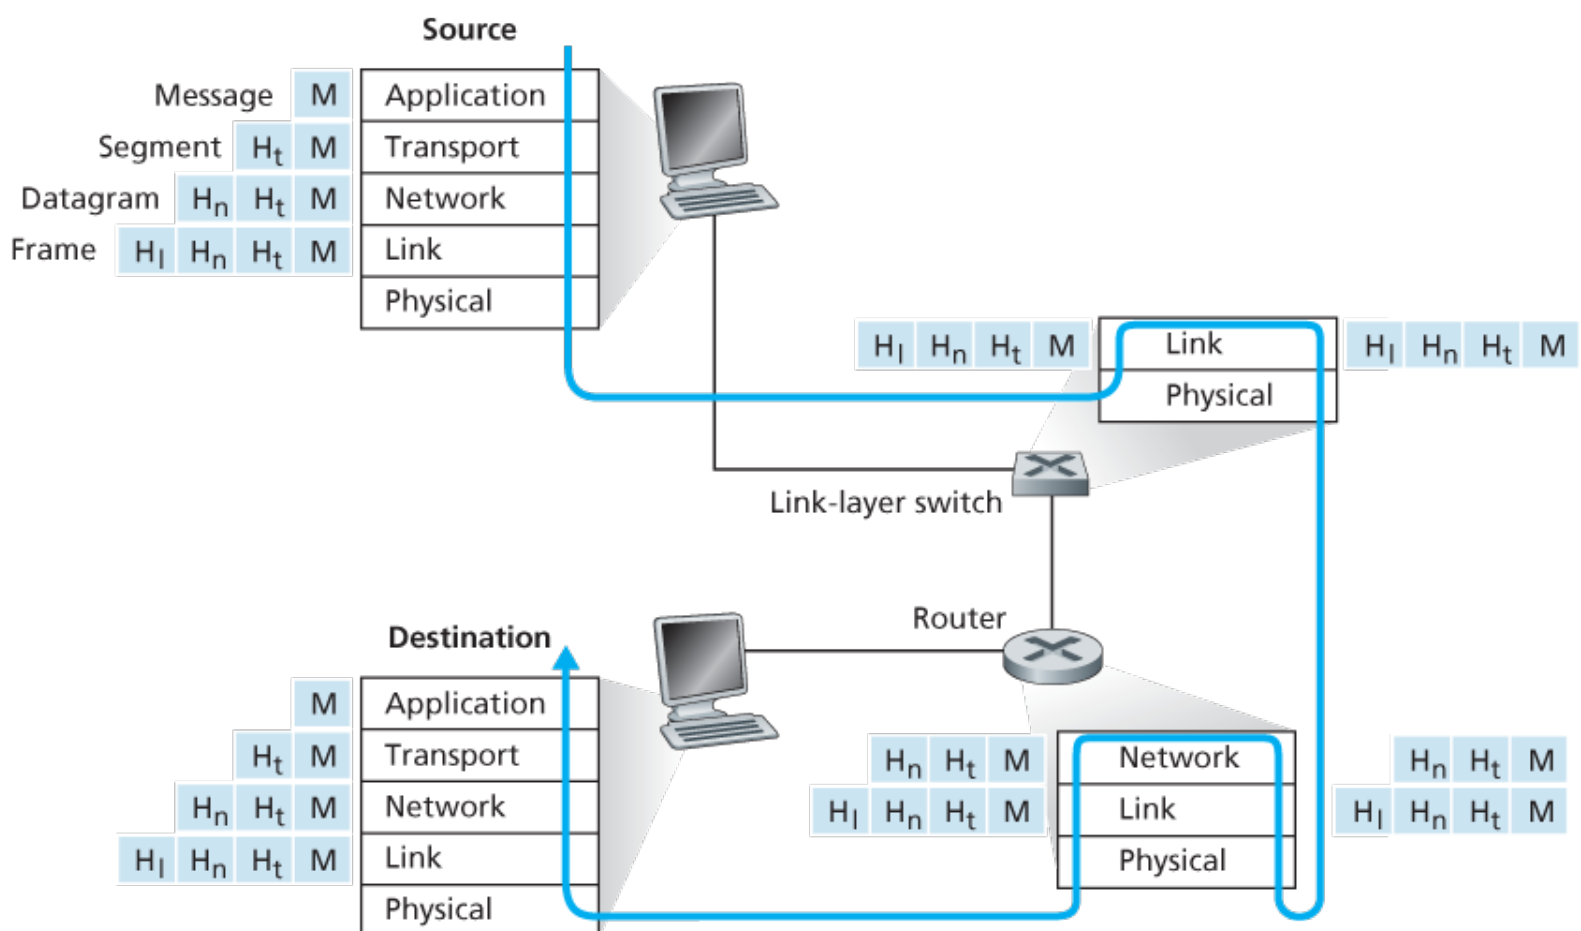 Source
Message M Application
Segment Ht M Transport
Datagram Hn Ht M Network
Frame Hl Hn Ht M Link
Physical
Hl Hn Ht M Link Hl Hn Ht M
Physical
Link-layer switch
Router
Destination
M Application
Ht M Transport
Hn Ht M Network
Hl Hn Ht M Link
Physical
Hn Ht M Network Hn Ht M
Hl Hn Ht M Link Hl Hn Ht M
Physical